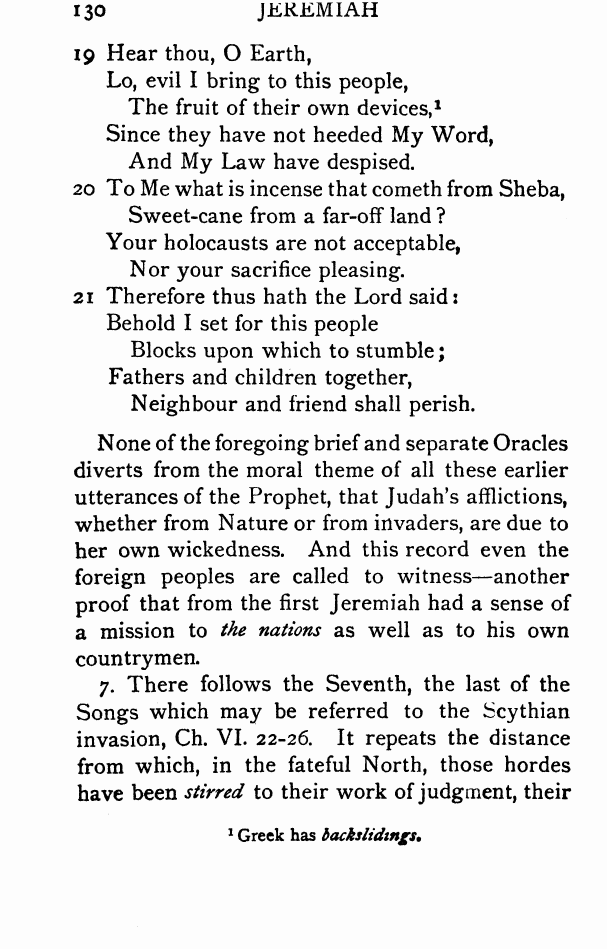 130 JEREMIAH
19 Hear thou, O Earth,
Lo, evil I bring to this people,
The fruit of their own devices,¹
Since they have not heeded My Word,
And My Law have despised.
20 To Me what is incense that cometh from Sheba,
Sweet-cane from a far-off land?
Your holocausts are not acceptable,
Nor your sacrifice pleasing.
21 Therefore thus hath the Lord said:
Behold I set for this people
Blocks upon which to stumble;
Fathers and children together,
Neighbour and friend shall perish.
None of the foregoing brief and separate Oracles
diverts from the moral theme of all these earlier
utterances of the Prophet, that Judah's afflictions,
whether from Nature or from invaders, are due to
her own wickedness. And this record even the
foreign peoples are called to witness—another
proof that from the first Jeremiah had a sense of
a mission to the nations as well as to his own
countrymen.
7. There follows the Seventh, the last of the
Songs which may be referred to the Scythian
invasion, Ch. VI. 22-26. It repeats the distance
from which, in the fateful North, those hordes
have been stirred to their work of judgment, their
¹ Greek has backslidings.